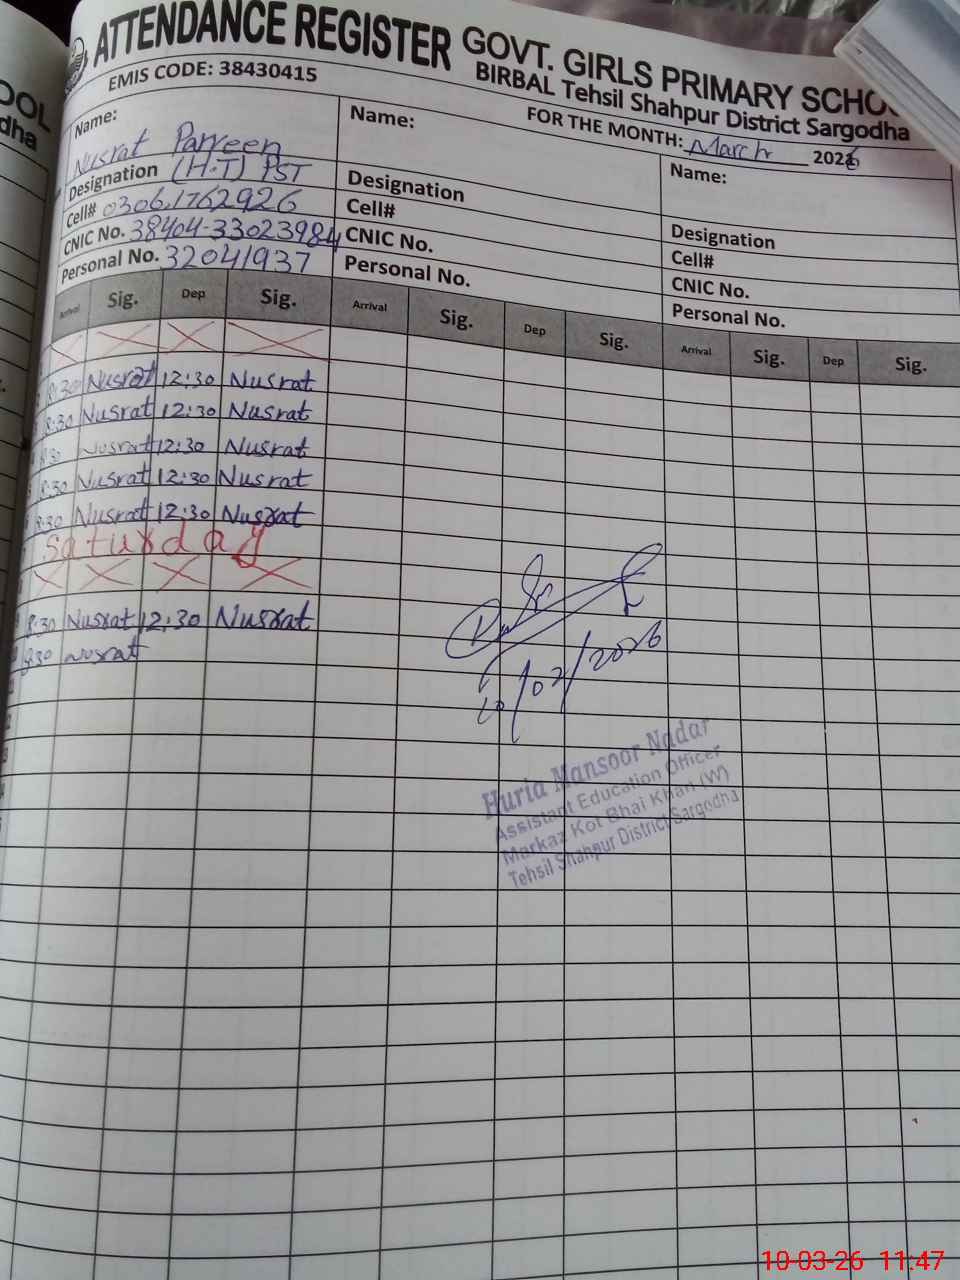 ATTENDANCE REGISTER GOVT. GIRLS PRIMARY SCHO
EMIS CODE: 38430415 BIRBAL Tehsil Shahpur District Sargodha
FOR THE MONTH: March 2026
OOL
dha
Name: Name: Name:
Nusrat Parveen
Designation (H.T) PST Designation Designation
Cell# 0306,1762926 Cell# Cell#
CNIC No. 38404-33023984 CNIC No. CNIC No.
Personal No. 32041937 Personal No. Personal No.
Arrival Sig. Dep Sig. Arrival Sig. Dep Sig. Arrival Sig. Dep Sig.
8:30 Nusrat 12:30 Nusrat
8:30 Nusrat 12:30 Nusrat
8:30 Nusrat 12:30 Nusrat
8:30 Nusrat 12:30 Nusrat
8:30 Nusrat 12:30 Nusrat
Saturday
8:30 Nusrat 12:30 Nusrat
8:30 Nusrat
10/02/2026
Huria Mansoor Nadar
Assistant Education Officer
Markaz Kot Bhai Khan (W)
Tehsil Shahpur District Sargodha
10-03-26 11:47